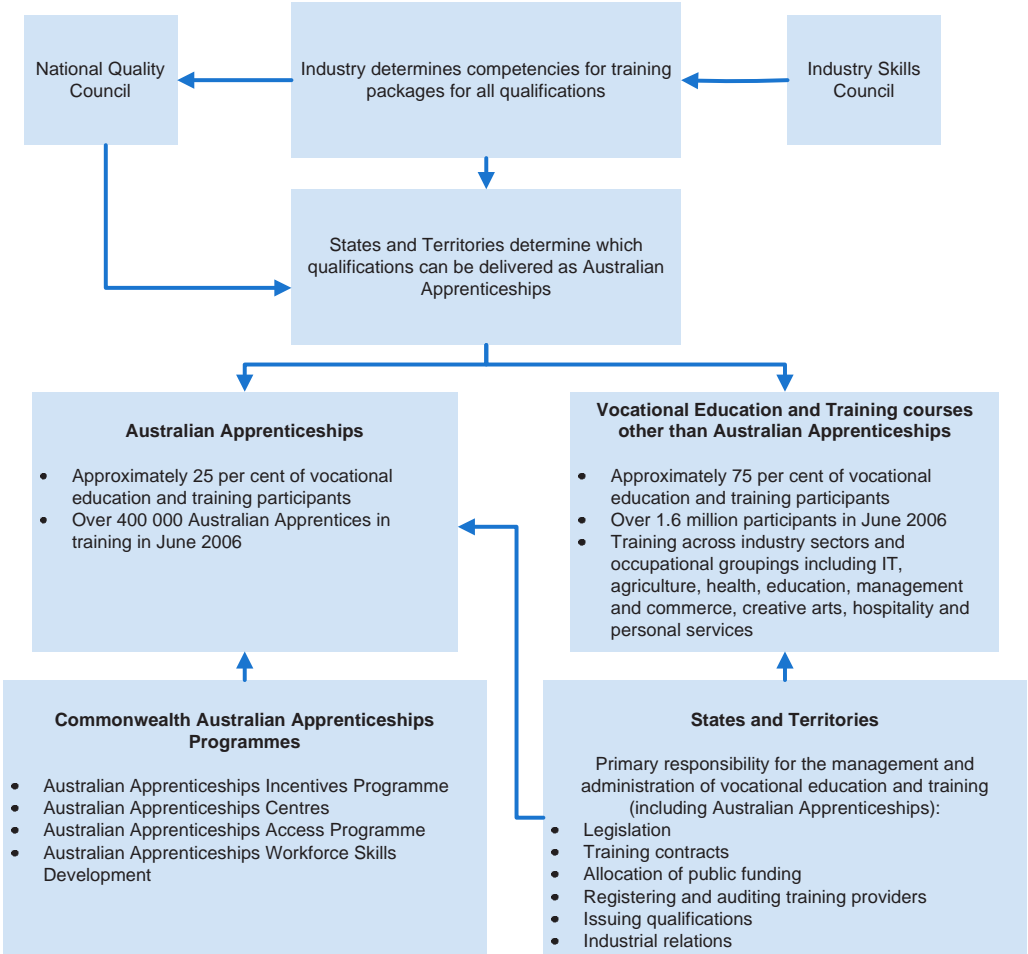 National Quality
Council
Industry determines competencies for training
packages for all qualifications
Industry Skills
Council
States and Territories determine which
qualifications can be delivered as Australian
Apprenticeships
Australian Apprenticeships
• Approximately 25 per cent of vocational
education and training participants
• Over 400 000 Australian Apprentices in
training in June 2006
Vocational Education and Training courses
other than Australian Apprenticeships
• Approximately 75 per cent of vocational
education and training participants
• Over 1.6 million participants in June 2006
• Training across industry sectors and
occupational groupings including IT,
agriculture, health, education, management
and commerce, creative arts, hospitality and
personal services
Commonwealth Australian Apprenticeships
Programmes
• Australian Apprenticeships Incentives Programme
• Australian Apprenticeships Centres
• Australian Apprenticeships Access Programme
• Australian Apprenticeships Workforce Skills
Development
States and Territories
Primary responsibility for the management and
administration of vocational education and training
(including Australian Apprenticeships):
• Legislation
• Training contracts
• Allocation of public funding
• Registering and auditing training providers
• Issuing qualifications
• Industrial relations